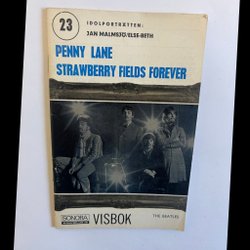 23
IDOLPORTRÄTTEN:
JAN MALMSJÖ/ELSE-BETH
PENNY LANE
STRAWBERRY FIELDS FOREVER
SONORA
VISBOK
THE BEATLES